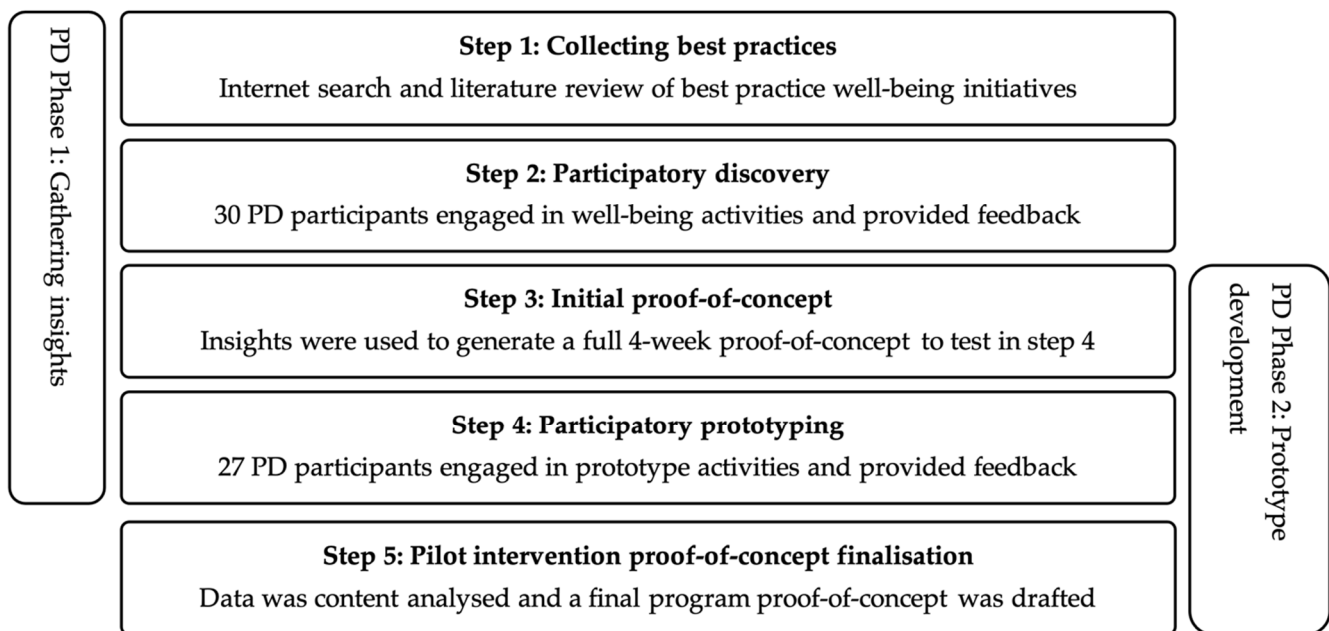 PD Phase 1: Gathering insights
Step 1: Collecting best practices
Internet search and literature review of best practice well-being initiatives
Step 2: Participatory discovery
30 PD participants engaged in well-being activities and provided feedback
Step 3: Initial proof-of-concept
Insights were used to generate a full 4-week proof-of-concept to test in step 4
Step 4: Participatory prototyping
27 PD participants engaged in prototype activities and provided feedback
Step 5: Pilot intervention proof-of-concept finalisation
Data was content analysed and a final program proof-of-concept was drafted
PD Phase 2: Prototype
development